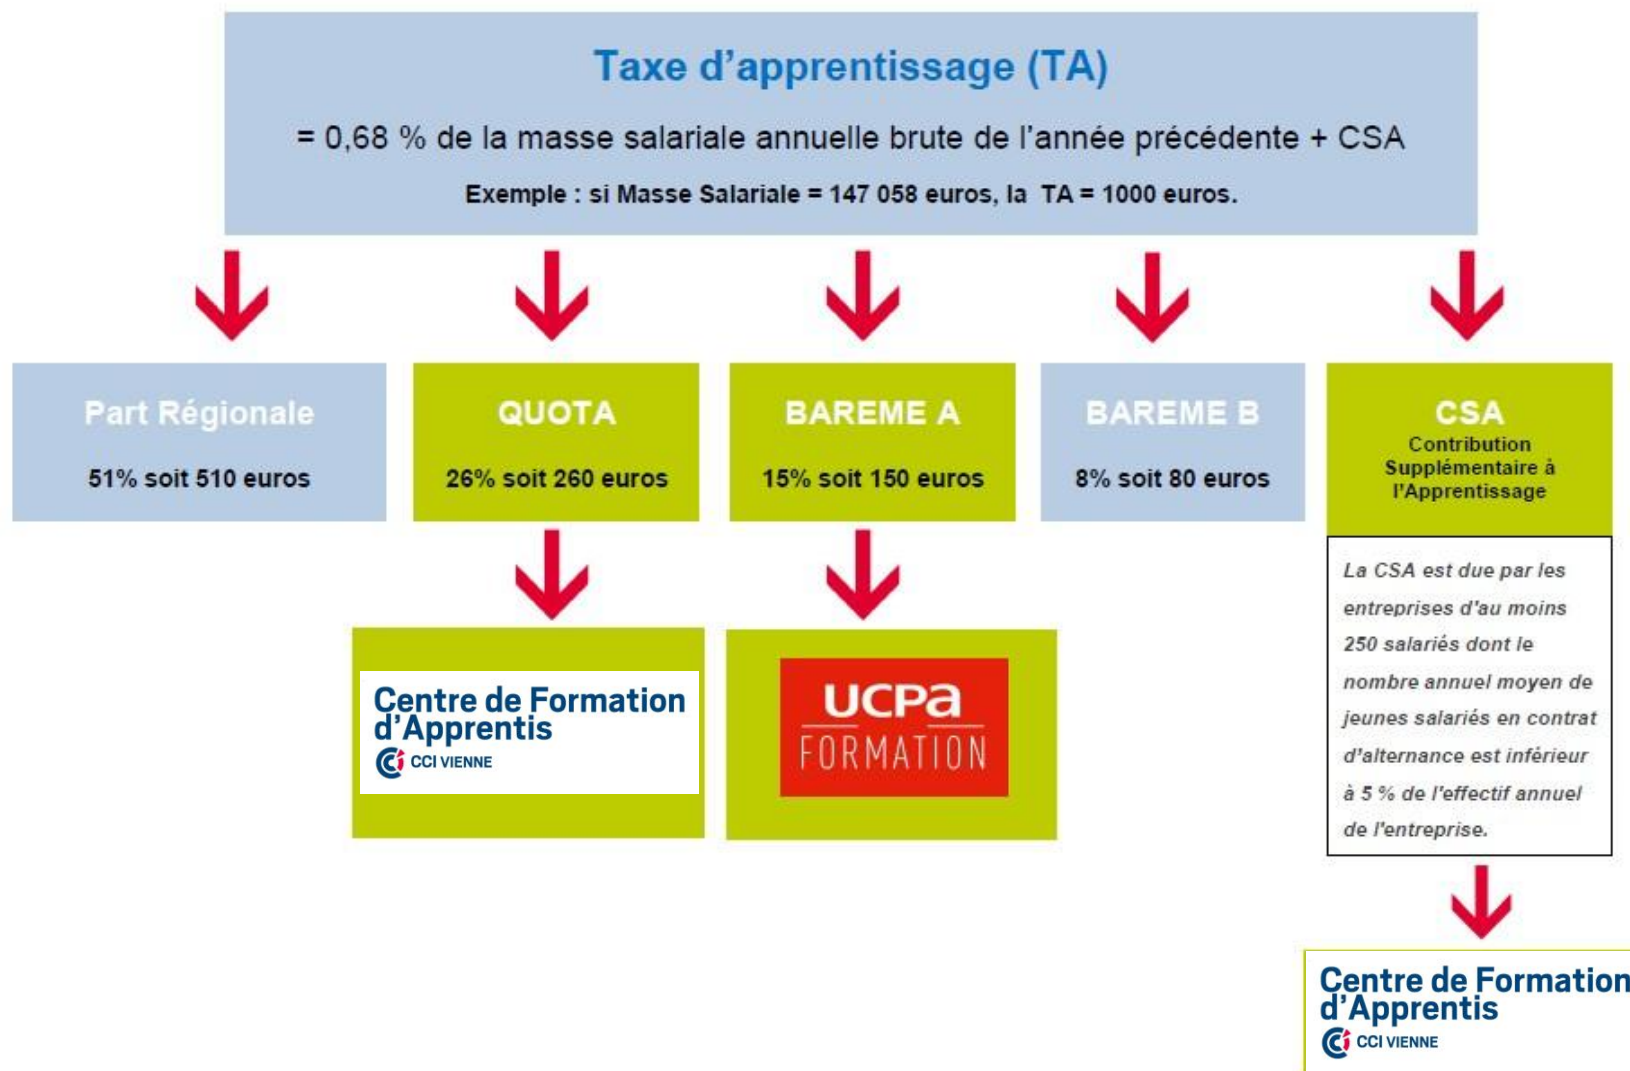 Taxe d'apprentissage (TA)
= 0,68 % de la masse salariale annuelle brute de l'année précédente + CSA
Exemple : si Masse Salariale = 147 058 euros, la TA = 1000 euros.
Part Régionale
51% soit 510 euros
QUOTA
26% soit 260 euros
BAREME A
15% soit 150 euros
BAREME B
8% soit 80 euros
CSA
Contribution
Supplémentaire à
l'Apprentissage
La CSA est due par les
entreprises d'au moins
250 salariés dont le
nombre annuel moyen de
jeunes salariés en contrat
d'alternance est inférieur
à 5 % de l'effectif annuel
de l'entreprise.
Centre de Formation
d'Apprentis
CCI VIENNE
UCPa
FORMATION
Centre de Formation
d'Apprentis
CCI VIENNE